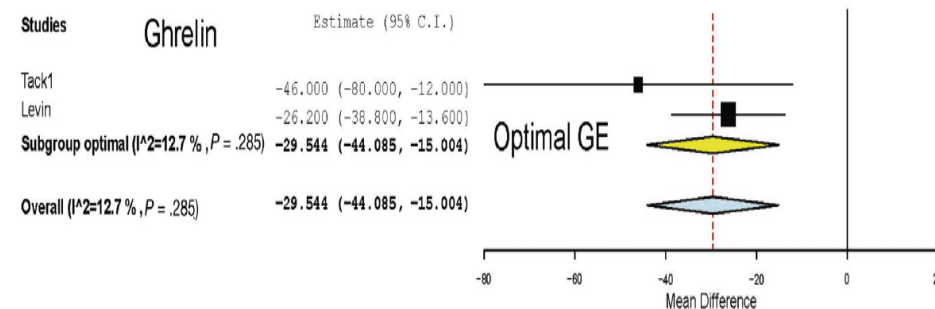 Studies Ghrelin Estimate (95% C.I.)
Tack1 -46.000 (-80.000, -12.000)
Levin -26.200 (-38.800, -13.600)
Subgroup optimal (I^2=12.7 % , P = .285) -29.544 (-44.085, -15.004)
Optimal GE
Overall (I^2=12.7 % , P = .285) -29.544 (-44.085, -15.004)
-80 -60 -40 -20 0 2
Mean Difference